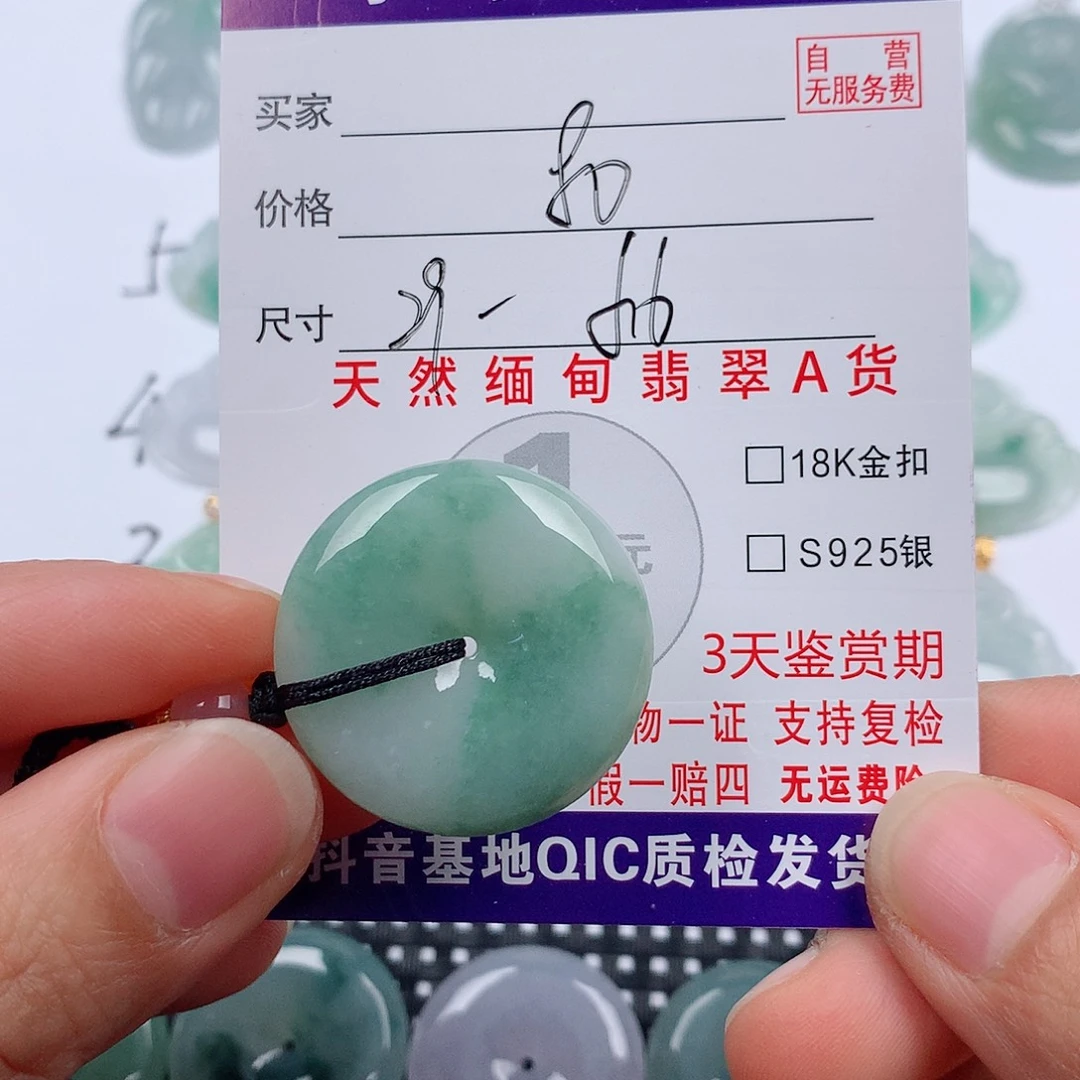 自 营
无服务费
买家
价格
尺寸
天然缅甸翡翠A货
1
元
18K金扣
S925银
3天鉴赏期
物一证 支持复检
假一赔四 无运费险
抖音基地QIC质检发货